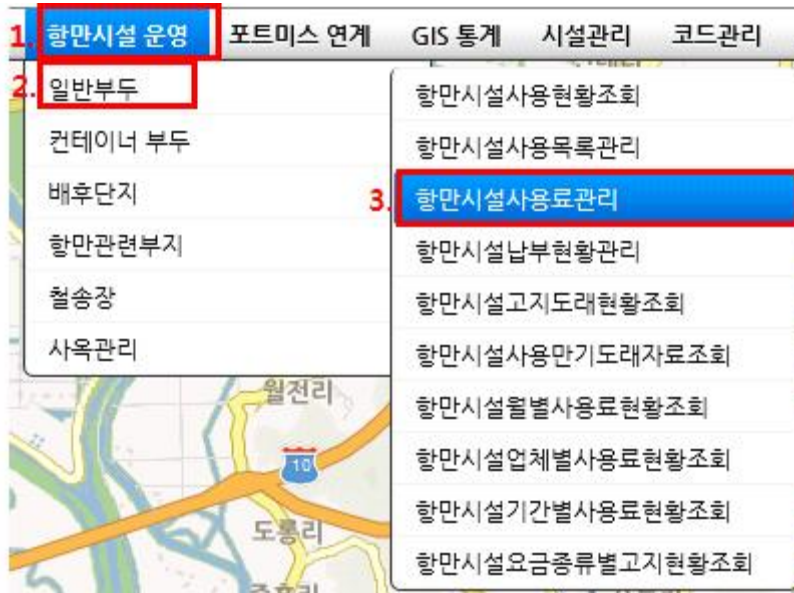 1. 항만시설 운영 포트미스 연계 GIS 통계 시설관리 코드관리
2. 일반부두
컨테이너 부두
배후단지
항만관련부지
철송장
사옥관리
항만시설사용현황조회
항만시설사용목록관리
3. 항만시설사용료관리
항만시설납부현황관리
항만시설고지도래현황조회
항만시설사용만기도래자료조회
항만시설월별사용료현황조회
항만시설업체별사용료현황조회
항만시설기간별사용료현황조회
항만시설요금종류별고지현황조회
월전리
10
도롱리